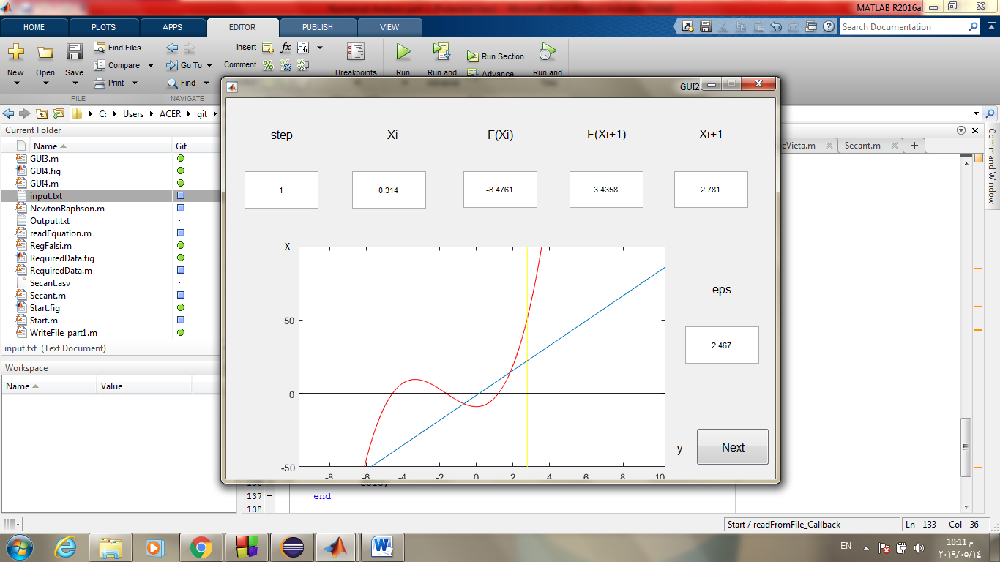 MATLAB R2016a
HOME PLOTS APPS EDITOR PUBLISH VIEW
Search Documentation
New Open Save Find Files Compare Print
Go To Find
Insert fx
Comment
Breakpoints Run Run and Run Section Advance Run and
FILE NAVIGATE
C: Users ACER git
Current Folder
Name Git
GUI3.m
GUI4.fig
GUI4.m
input.txt
NewtonRaphson.m
Output.txt
readEquation.m
RegFalsi.m
RequiredData.fig
RequiredData.m
Secant.asv
Secant.m
Start.fig
Start.m
WriteFile_part1.m
input.txt (Text Document)
Workspace
Name Value
GUI2
step Xi F(Xi) F(Xi+1) Xi+1
1 0.314 -8.4761 3.4358 2.781
X
50
0
-50
-8 -6 -4 -2 0 2 4 6 8 10
eps
2.467
y
Next
Secant.m
Command Window
137 end
138
Start / readFromFile_Callback Ln 133 Col 36
EN
10:11 م
٢٠١٩/٠٥/١٤